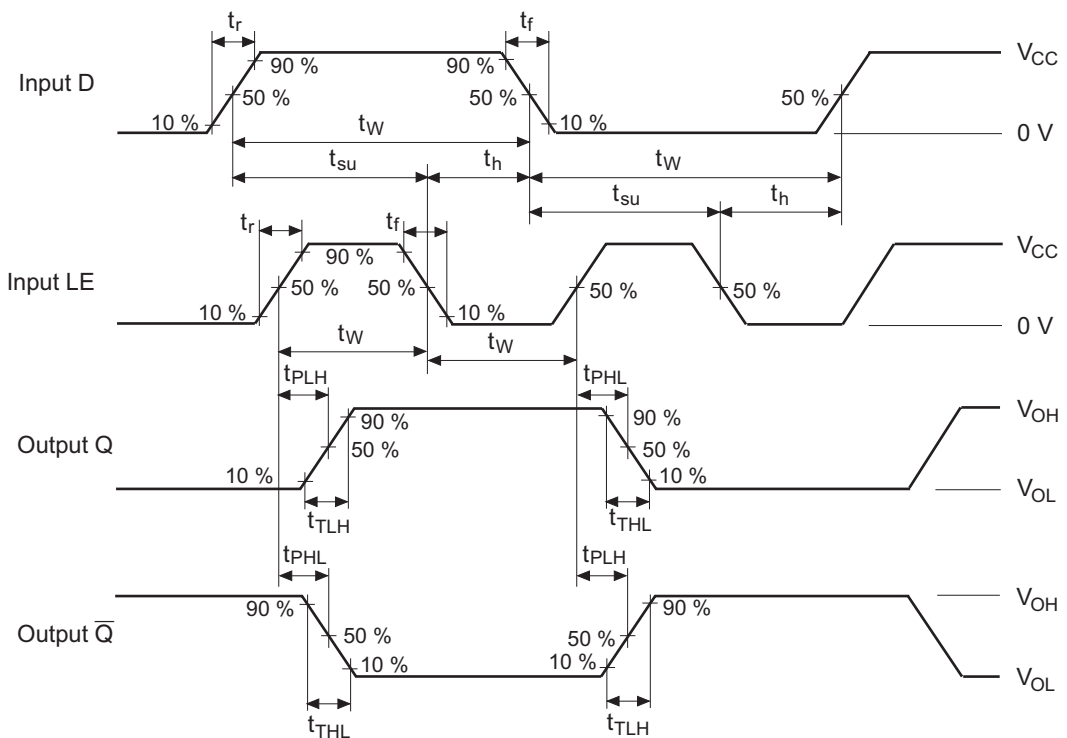 tr
tf
90 %
90 %
VCC
Input D
50 %
50 %
50 %
10 %
10 %
0 V
tW
tsu
th
tW
tsu
th
tr
tf
90 %
VCC
Input LE
50 %
50 %
50 %
50 %
10 %
10 %
0 V
tW
tW
tPLH
tPHL
90 %
90 %
VOH
Output Q
50 %
50 %
10 %
10 %
VOL
tTLH
tTHL
tPHL
tPLH
90 %
90 %
VOH
Output Q̅
50 %
50 %
10 %
10 %
VOL
tTHL
tTLH